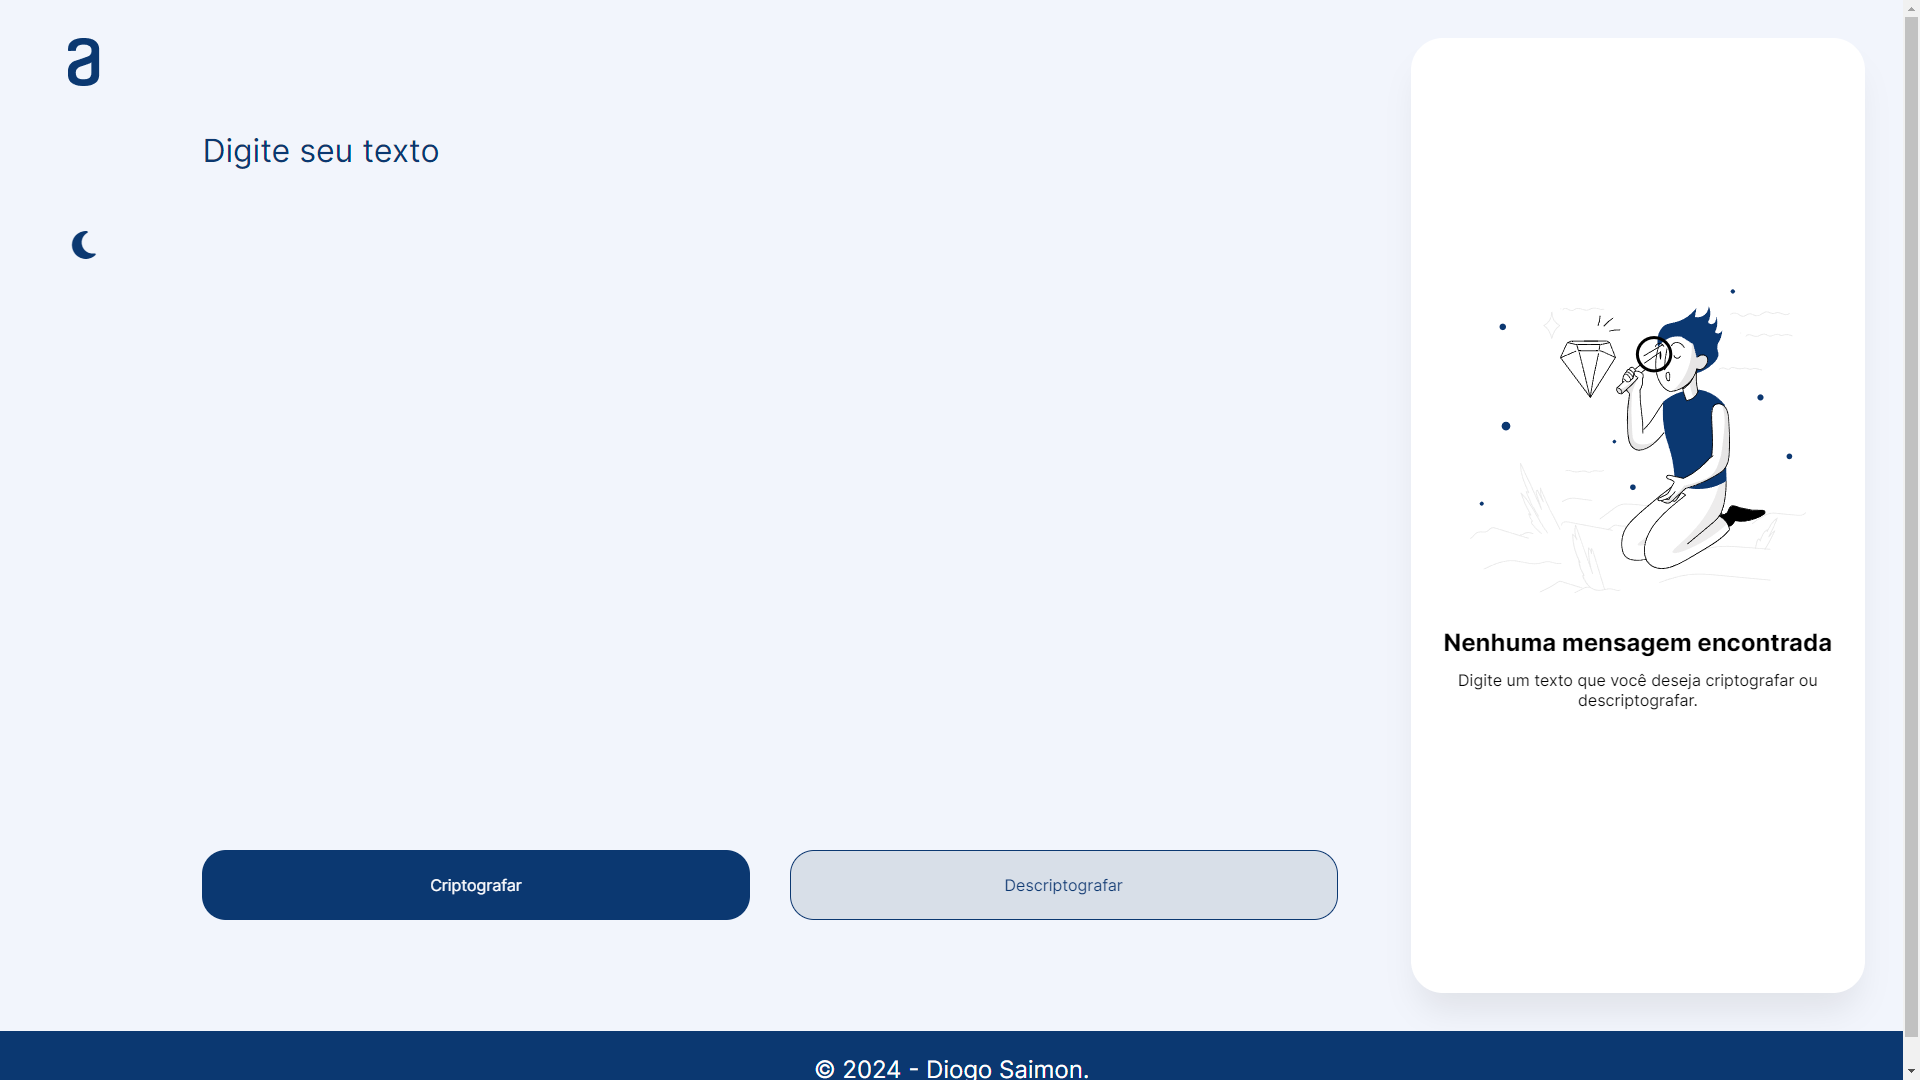 a
Digite seu texto
Nenhuma mensagem encontrada
Digite um texto que você deseja criptografar ou
descriptografar.
Criptografar
Descriptografar
© 2024 - Diogo Saimon.